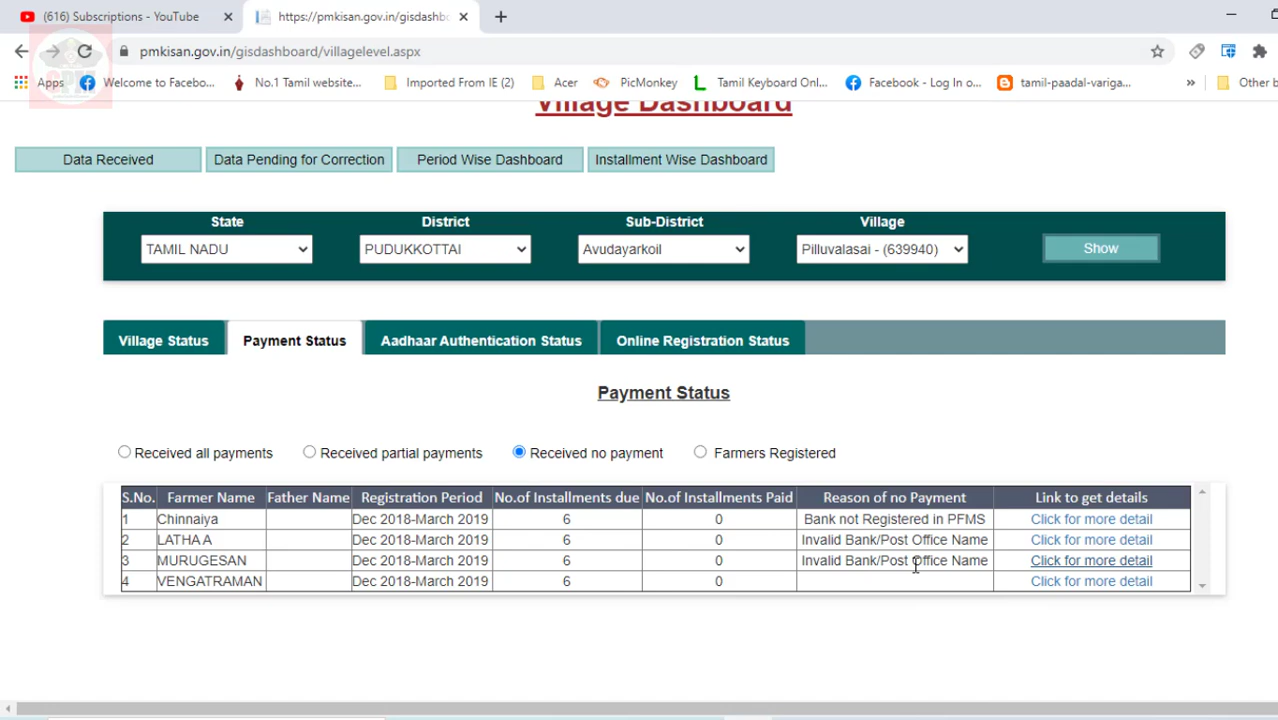 (616) Subscriptions - YouTube
https://pmkisan.gov.in/gisdashbo
pmkisan.gov.in/gisdashboard/villagelevel.aspx
Apps Welcome to Facebo... No.1 Tamil website... Imported From IE (2) Acer PicMonkey Tamil Keyboard Onl... Facebook - Log In o... tamil-paadal-variga... » Other b
Village Dashboard
Data Received Data Pending for Correction Period Wise Dashboard Installment Wise Dashboard
State District Sub-District Village
TAMIL NADU PUDUKKOTTAI Avudayarkoil Pilluvalasai - (639940) Show
Village Status Payment Status Aadhaar Authentication Status Online Registration Status
Payment Status
Received all payments Received partial payments Received no payment Farmers Registered
S.No. Farmer Name Father Name Registration Period No.of Installments due No.of Installments Paid Reason of no Payment Link to get details
1 Chinnaiya Dec 2018-March 2019 6 0 Bank not Registered in PFMS Click for more detail
2 LATHA A Dec 2018-March 2019 6 0 Invalid Bank/Post Office Name Click for more detail
3 MURUGESAN Dec 2018-March 2019 6 0 Invalid Bank/Post Office Name Click for more detail
4 VENGATRAMAN Dec 2018-March 2019 6 0 Click for more detail